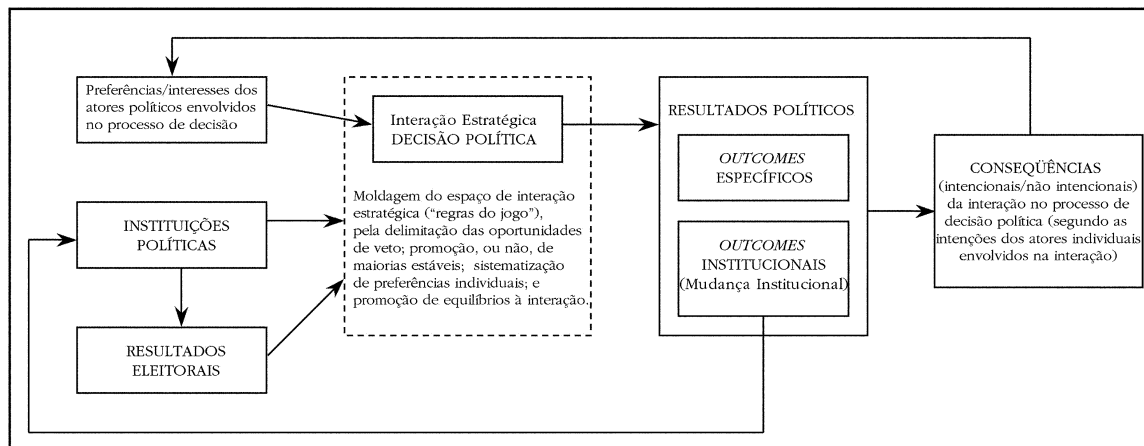 Preferências/interesses dos
atores políticos envolvidos
no processo de decisão
INSTITUIÇÕES
POLÍTICAS
RESULTADOS
ELEITORAIS
Interação Estratégica
DECISÃO POLÍTICA
Moldagem do espaço de interação
estratégica (“regras do jogo”),
pela delimitação das oportunidades
de veto; promoção, ou não, de
maiorias estáveis; sistematização
de preferências individuais; e
promoção de equilíbrios à interação.
RESULTADOS POLÍTICOS
OUTCOMES
ESPECÍFICOS
OUTCOMES
INSTITUCIONAIS
(Mudança Institucional)
CONSEQÜÊNCIAS
(intencionais/não intencionais)
da interação no processo de
decisão política (segundo as
intenções dos atores individuais
envolvidos na interação)